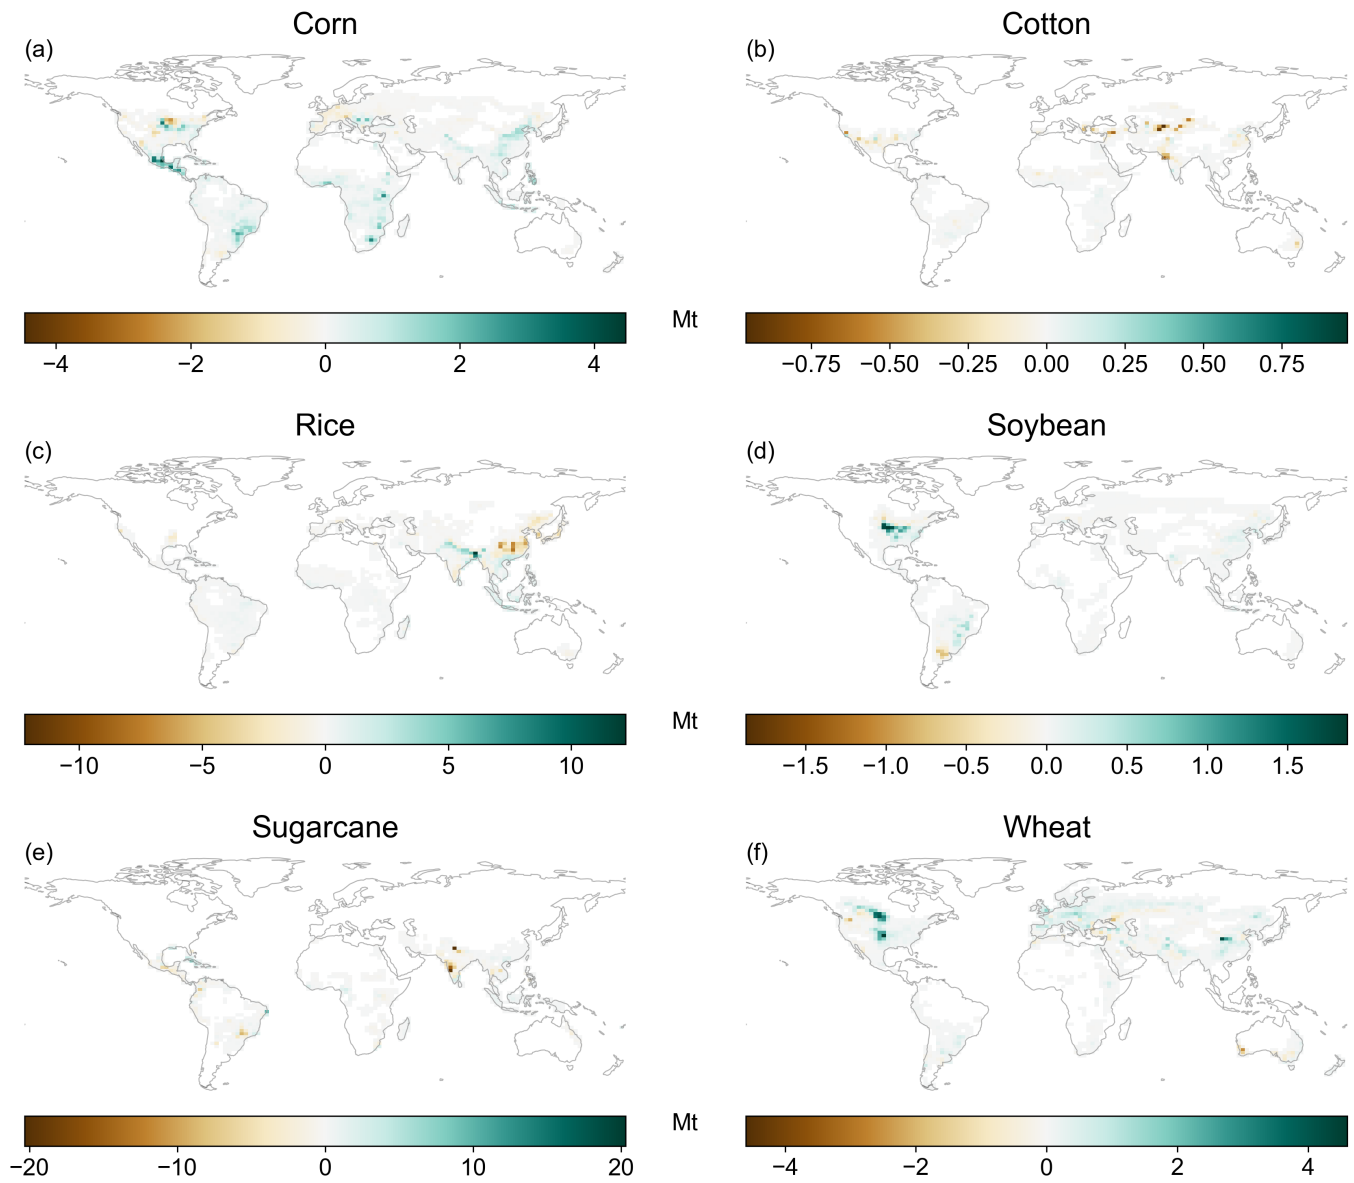 Corn
Cotton
(a)
(b)
Mt
−4 −2 0 2 4
−0.75 −0.50 −0.25 0.00 0.25 0.50 0.75
Rice
Soybean
(c)
(d)
Mt
−10 −5 0 5 10
−1.5 −1.0 −0.5 0.0 0.5 1.0 1.5
Sugarcane
Wheat
(e)
(f)
Mt
−20 −10 0 10 20
−4 −2 0 2 4